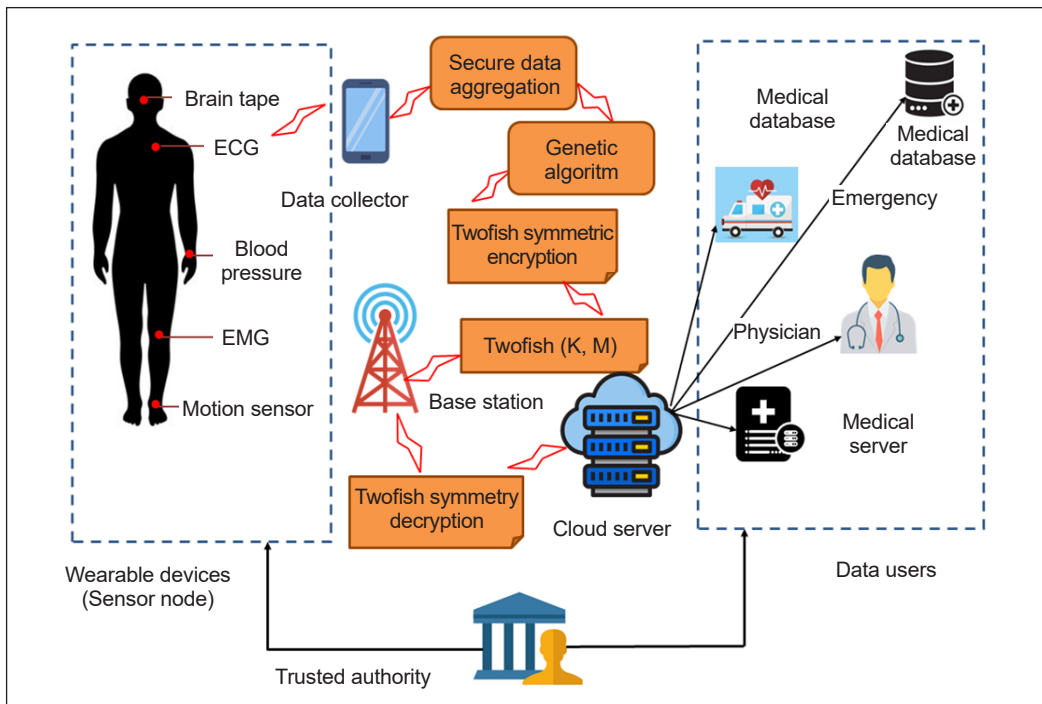 Brain tape
ECG
Blood
pressure
EMG
Motion sensor
Wearable devices
(Sensor node)
Data collector
Secure data
aggregation
Genetic
algoritm
Twofish symmetric
encryption
Twofish (K, M)
Base station
Twofish symmetry
decryption
Cloud server
Medical
database
Medical
database
Emergency
Physician
Medical
server
Data users
Trusted authority